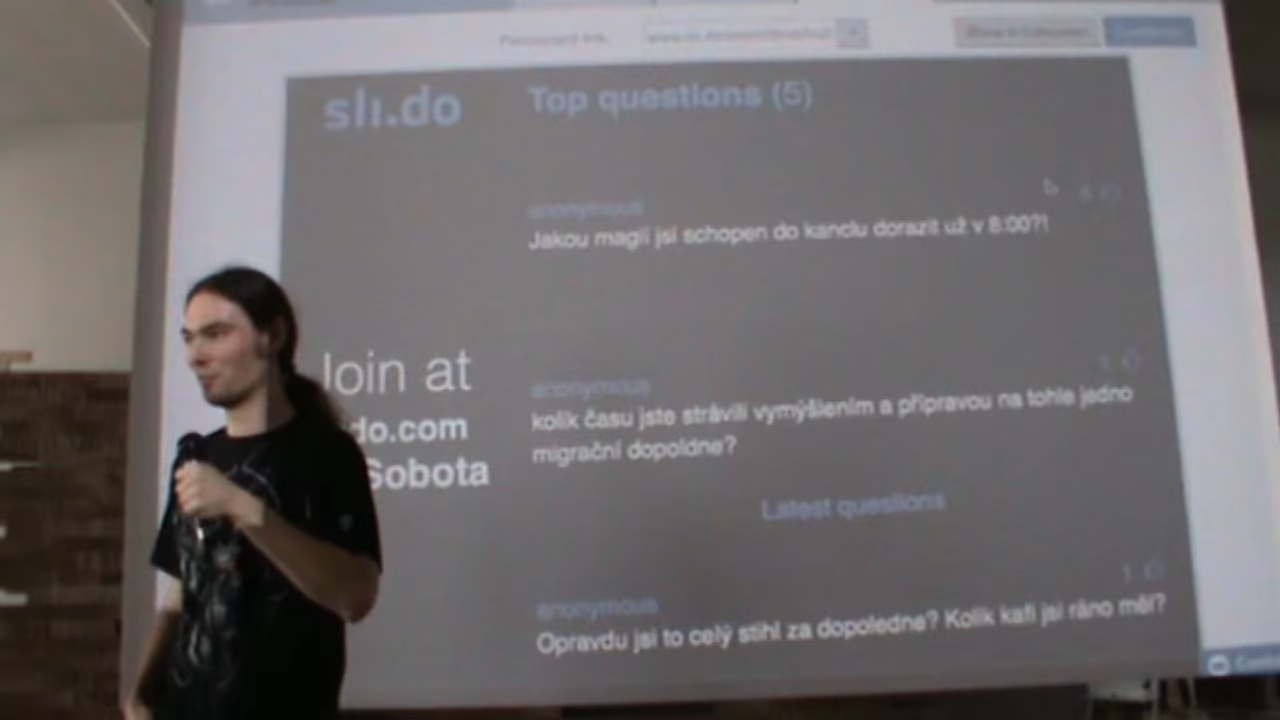 sli.do
Top questions (5)
anonymous
Jakou magií jsi schopen do kanclu dorazit už v 8:00?!
Join at
do.com
Sobota
1
anonymous
kolik času jste strávili vymýšlením a přípravou na tohle jedno
migrační dopoldne?
Latest questions
1
anonymous
Opravdu jsi to celý stihl za dopoledne? Kolik kafí jsi ráno měl?